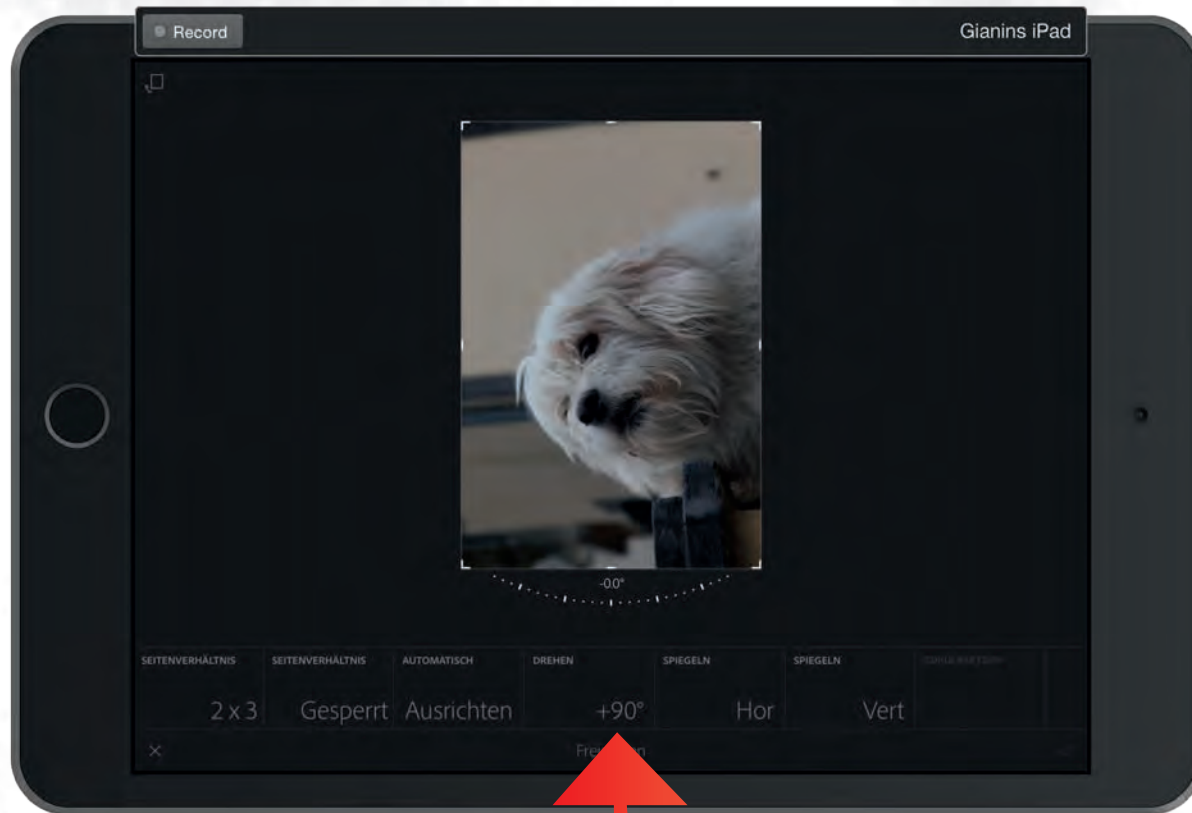 Record
Gianins iPad
-0.0°
SEITENVERHÄLTNIS
2 x 3
SEITENVERHÄLTNIS
Gesperrt
AUTOMATISCH
Ausrichten
DREHEN
+90°
SPIEGELN
Hor
SPIEGELN
Vert